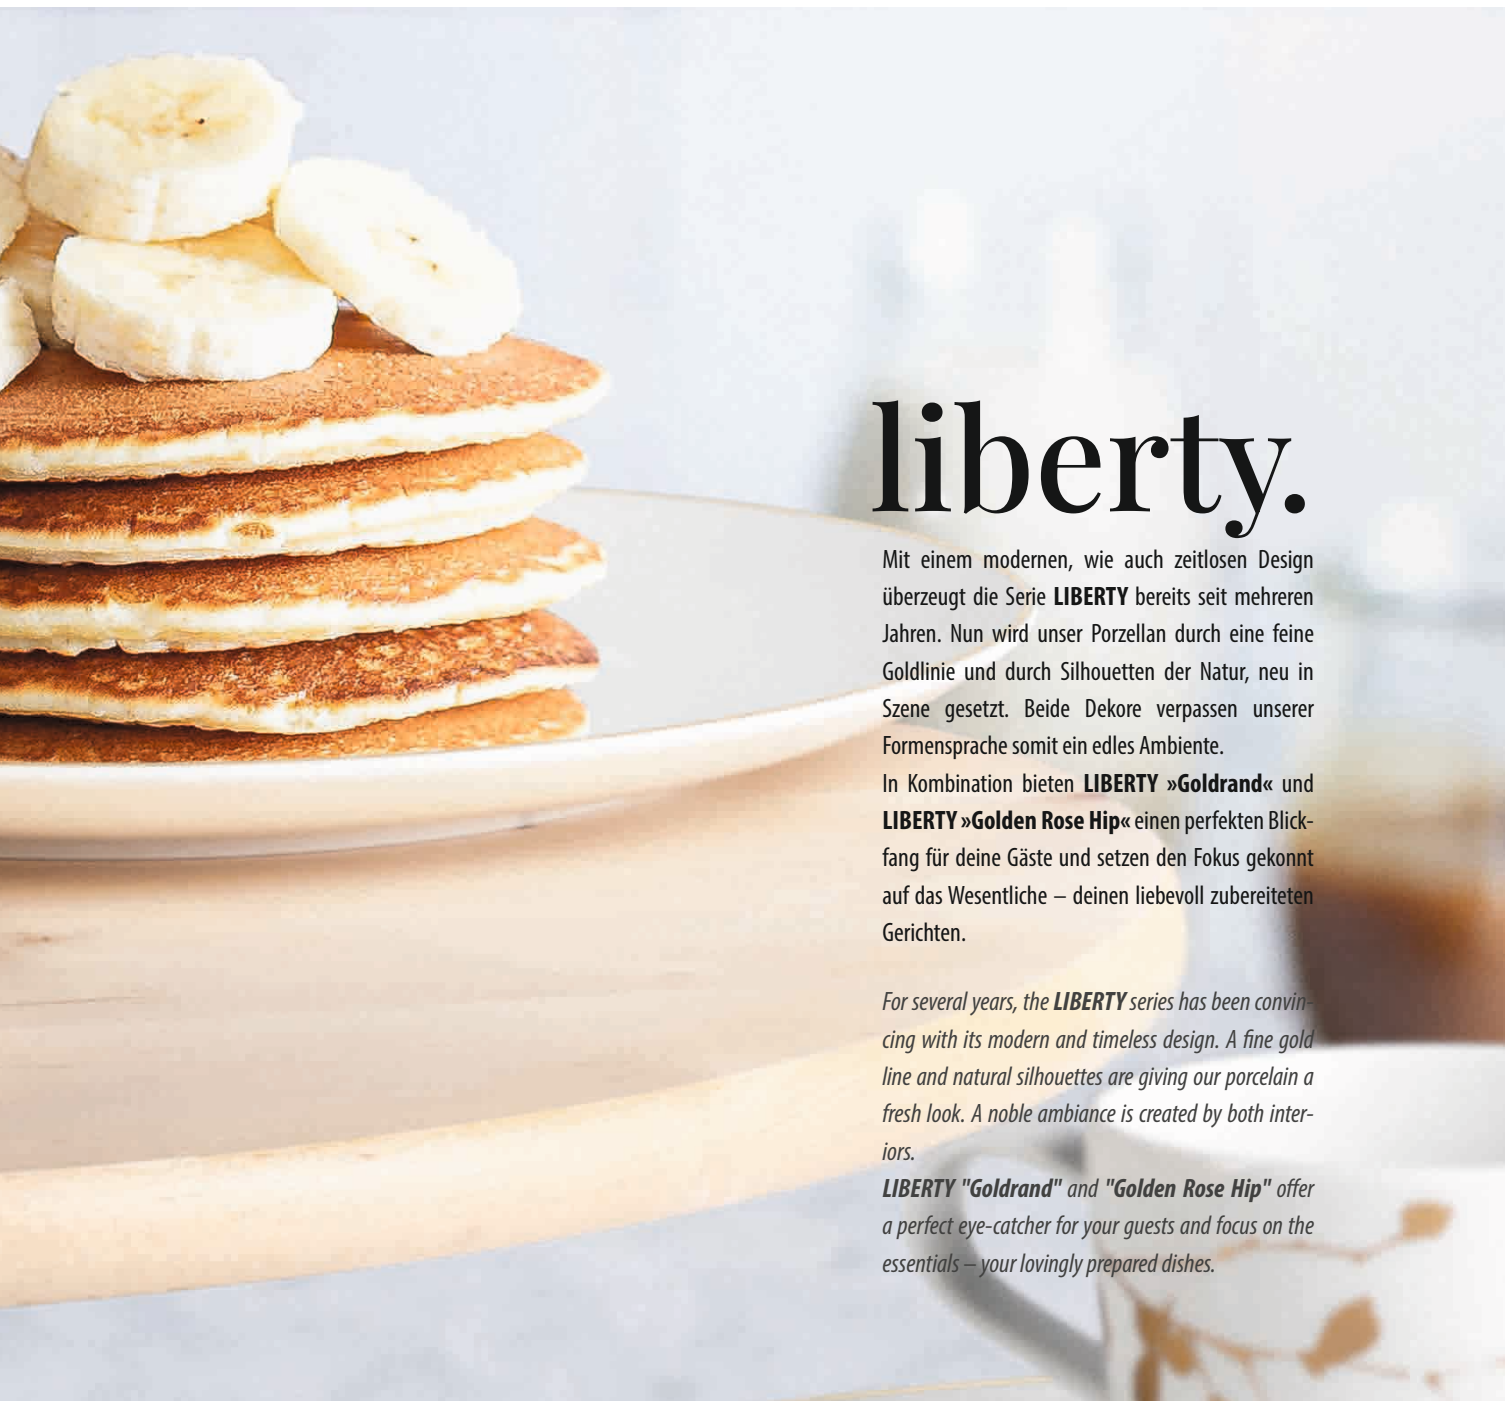 liberty.
Mit einem modernen, wie auch zeitlosen Design
überzeugt die Serie LIBERTY bereits seit mehreren
Jahren. Nun wird unser Porzellan durch eine feine
Goldlinie und durch Silhouetten der Natur, neu in
Szene gesetzt. Beide Dekore verpassen unserer
Formensprache somit ein edles Ambiente.
In Kombination bieten LIBERTY »Goldrand« und
LIBERTY »Golden Rose Hip« einen perfekten Blick-
fang für deine Gäste und setzen den Fokus gekonnt
auf das Wesentliche – deinen liebevoll zubereiteten
Gerichten.
For several years, the LIBERTY series has been convin-
cing with its modern and timeless design. A fine gold
line and natural silhouettes are giving our porcelain a
fresh look. A noble ambiance is created by both inter-
iors.
LIBERTY "Goldrand" and "Golden Rose Hip" offer
a perfect eye-catcher for your guests and focus on the
essentials – your lovingly prepared dishes.